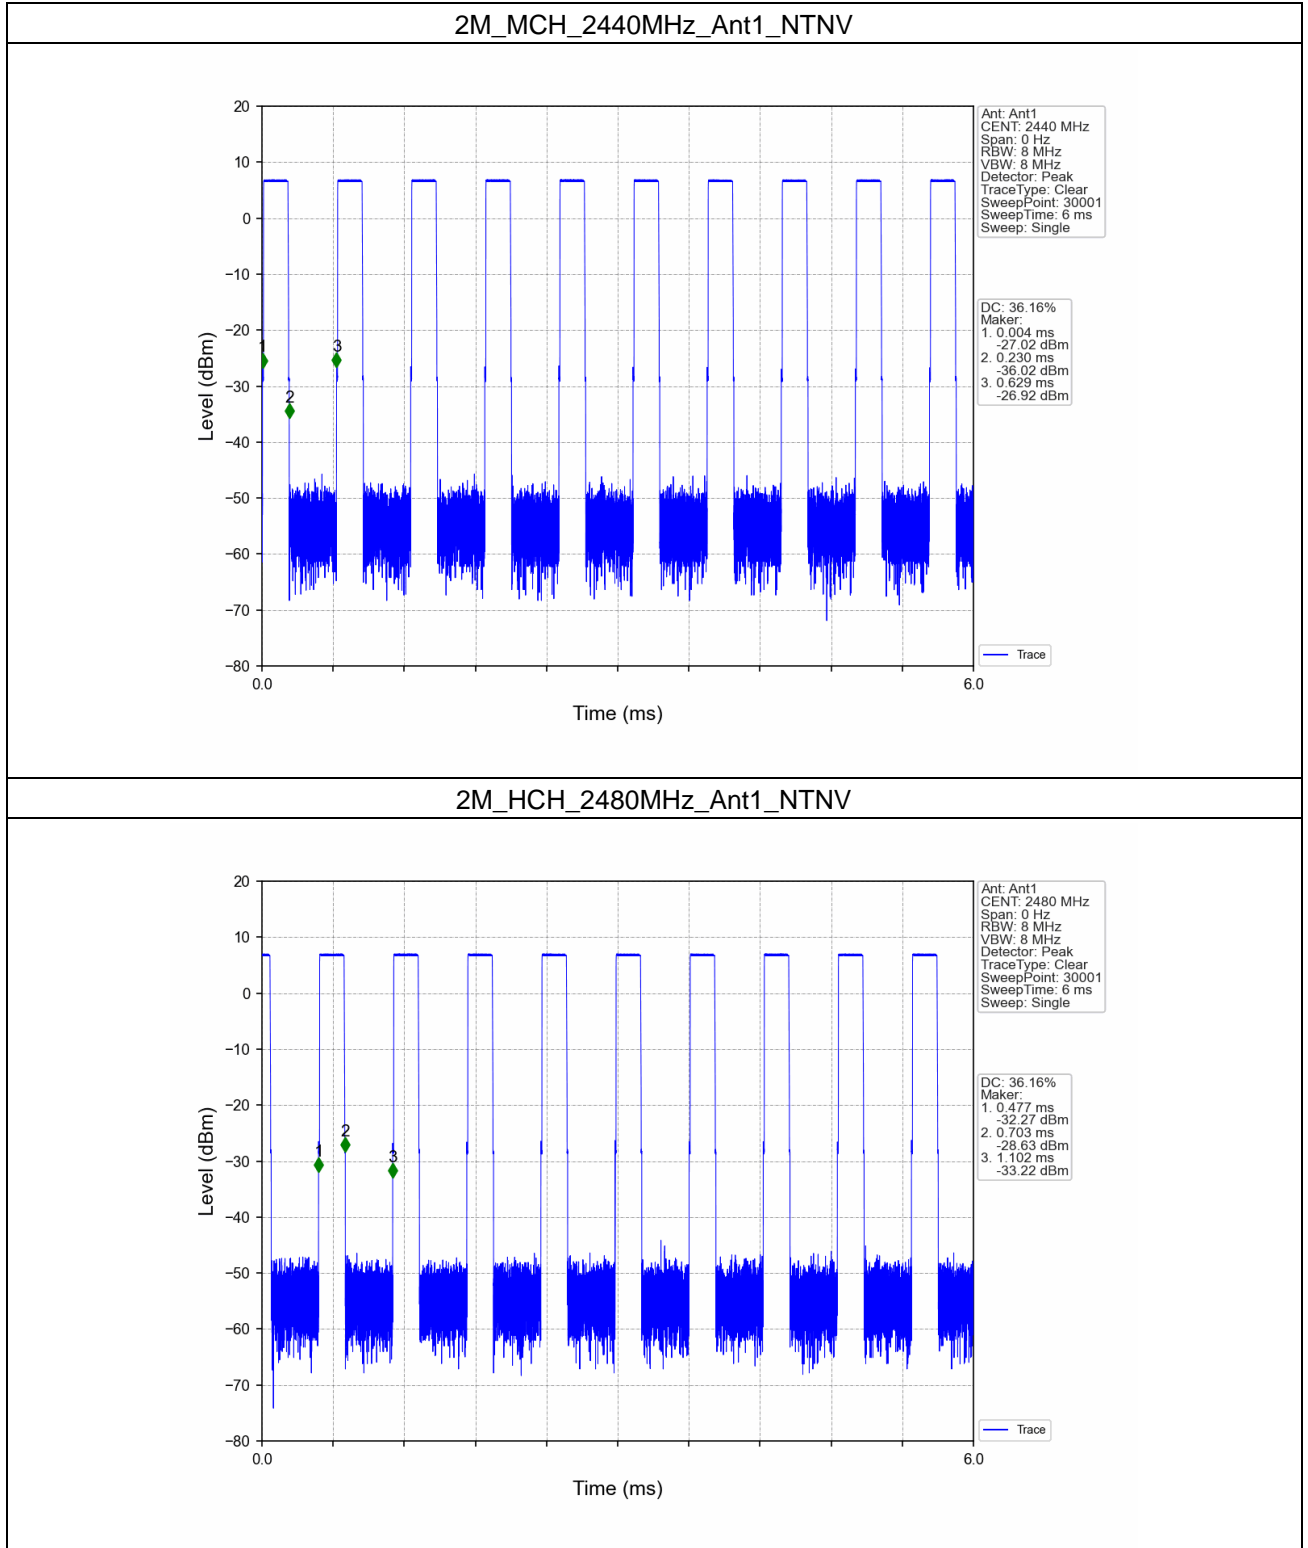 2M_MCH_2440MHz_Ant1_NTNV
20
10
0
−10
−20
−30
−40
−50
−60
−70
−80
Level (dBm)
1
2
3
0.0
6.0
Time (ms)
Ant: Ant1
CENT: 2440 MHz
Span: 0 Hz
RBW: 8 MHz
VBW: 8 MHz
Detector: Peak
TraceType: Clear
SweepPoint: 30001
SweepTime: 6 ms
Sweep: Single
DC: 36.16%
Maker:
1. 0.004 ms
-27.02 dBm
2. 0.230 ms
-36.02 dBm
3. 0.629 ms
-26.92 dBm
Trace
2M_HCH_2480MHz_Ant1_NTNV
20
10
0
−10
−20
−30
−40
−50
−60
−70
−80
Level (dBm)
1
2
3
0.0
6.0
Time (ms)
Ant: Ant1
CENT: 2480 MHz
Span: 0 Hz
RBW: 8 MHz
VBW: 8 MHz
Detector: Peak
TraceType: Clear
SweepPoint: 30001
SweepTime: 6 ms
Sweep: Single
DC: 36.16%
Maker:
1. 0.477 ms
-32.27 dBm
2. 0.703 ms
-28.63 dBm
3. 1.102 ms
-33.22 dBm
Trace